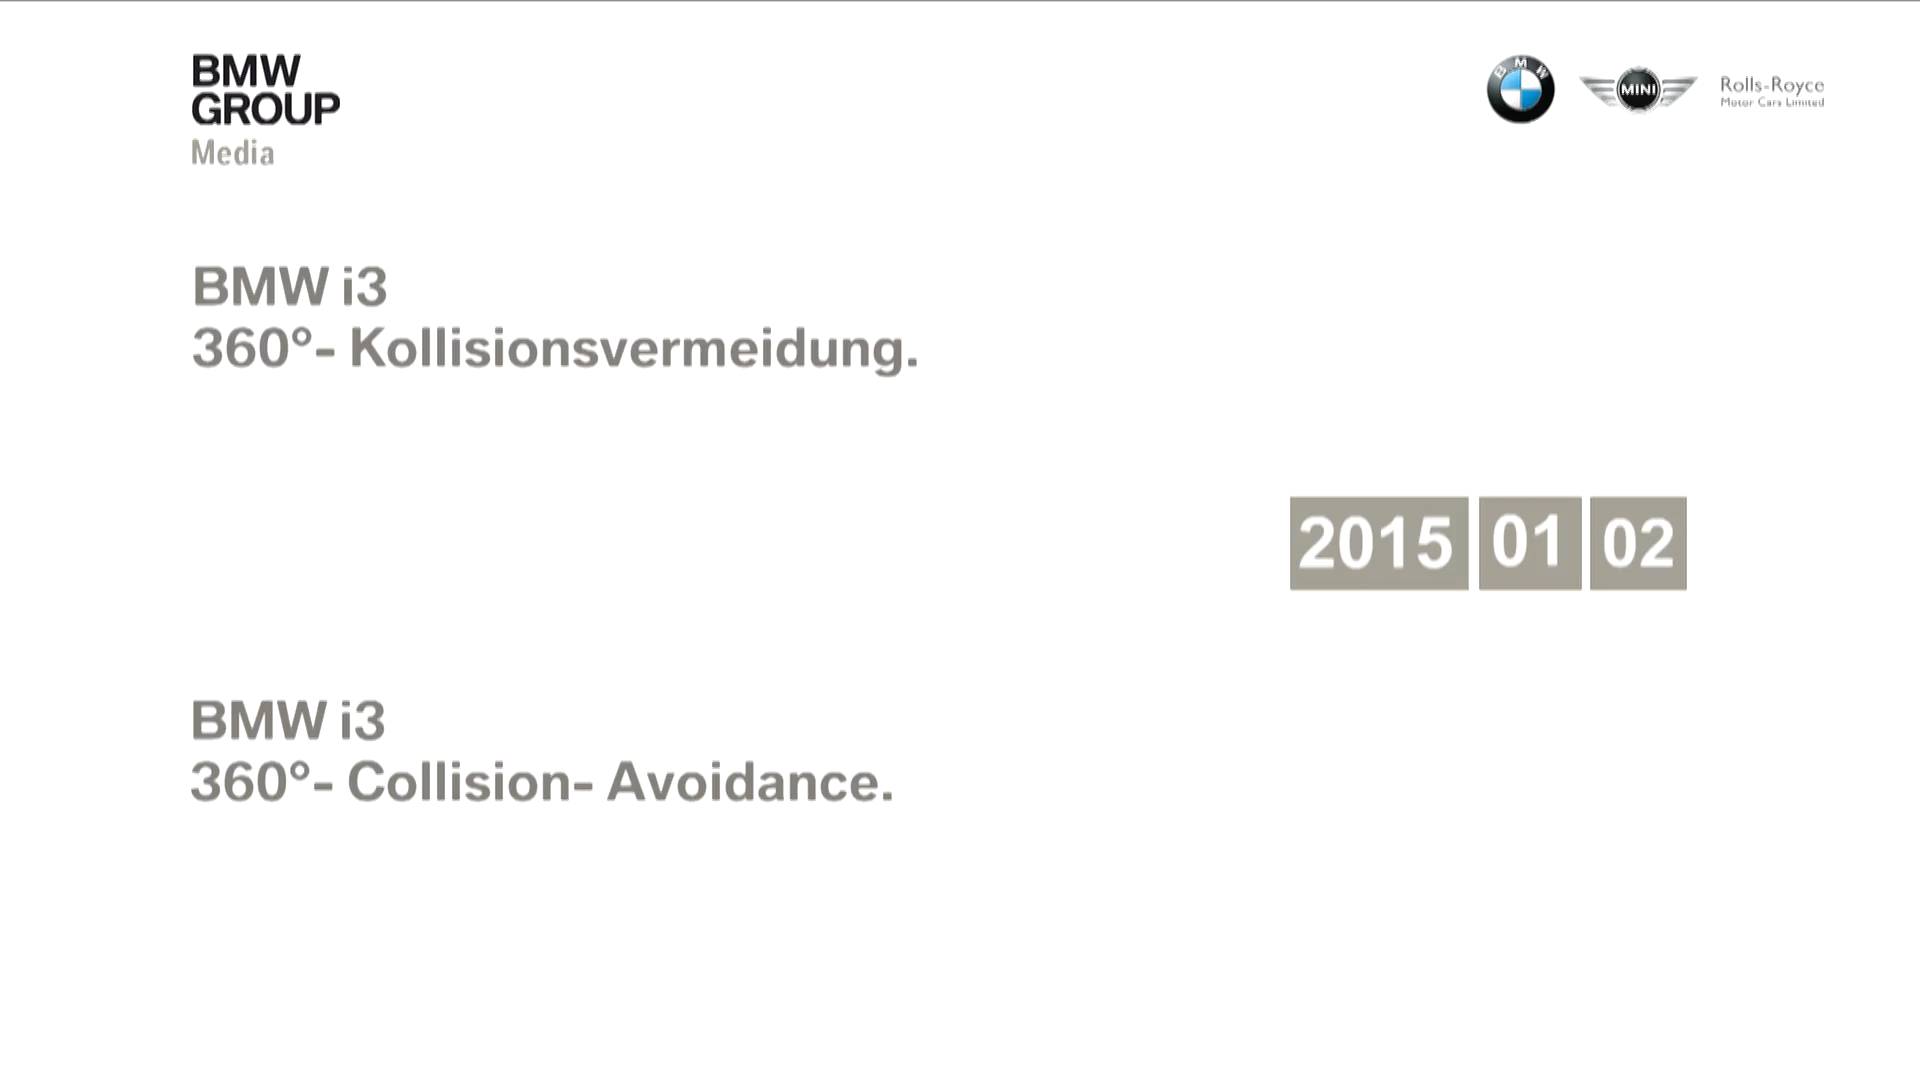 BMW
GROUP
Media
BMW
MINI
Rolls-Royce
Motor Cars Limited
BMW i3
360°- Kollisionsvermeidung.
2015 01 02
BMW i3
360°- Collision- Avoidance.